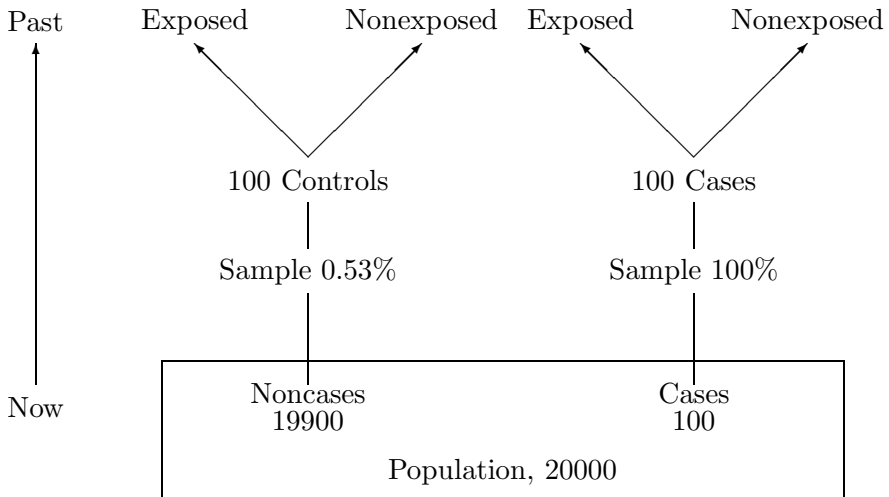 Past Exposed Nonexposed Exposed Nonexposed
100 Controls 100 Cases
Sample 0.53% Sample 100%
Noncases Cases
Now
19900 100
Population, 20000